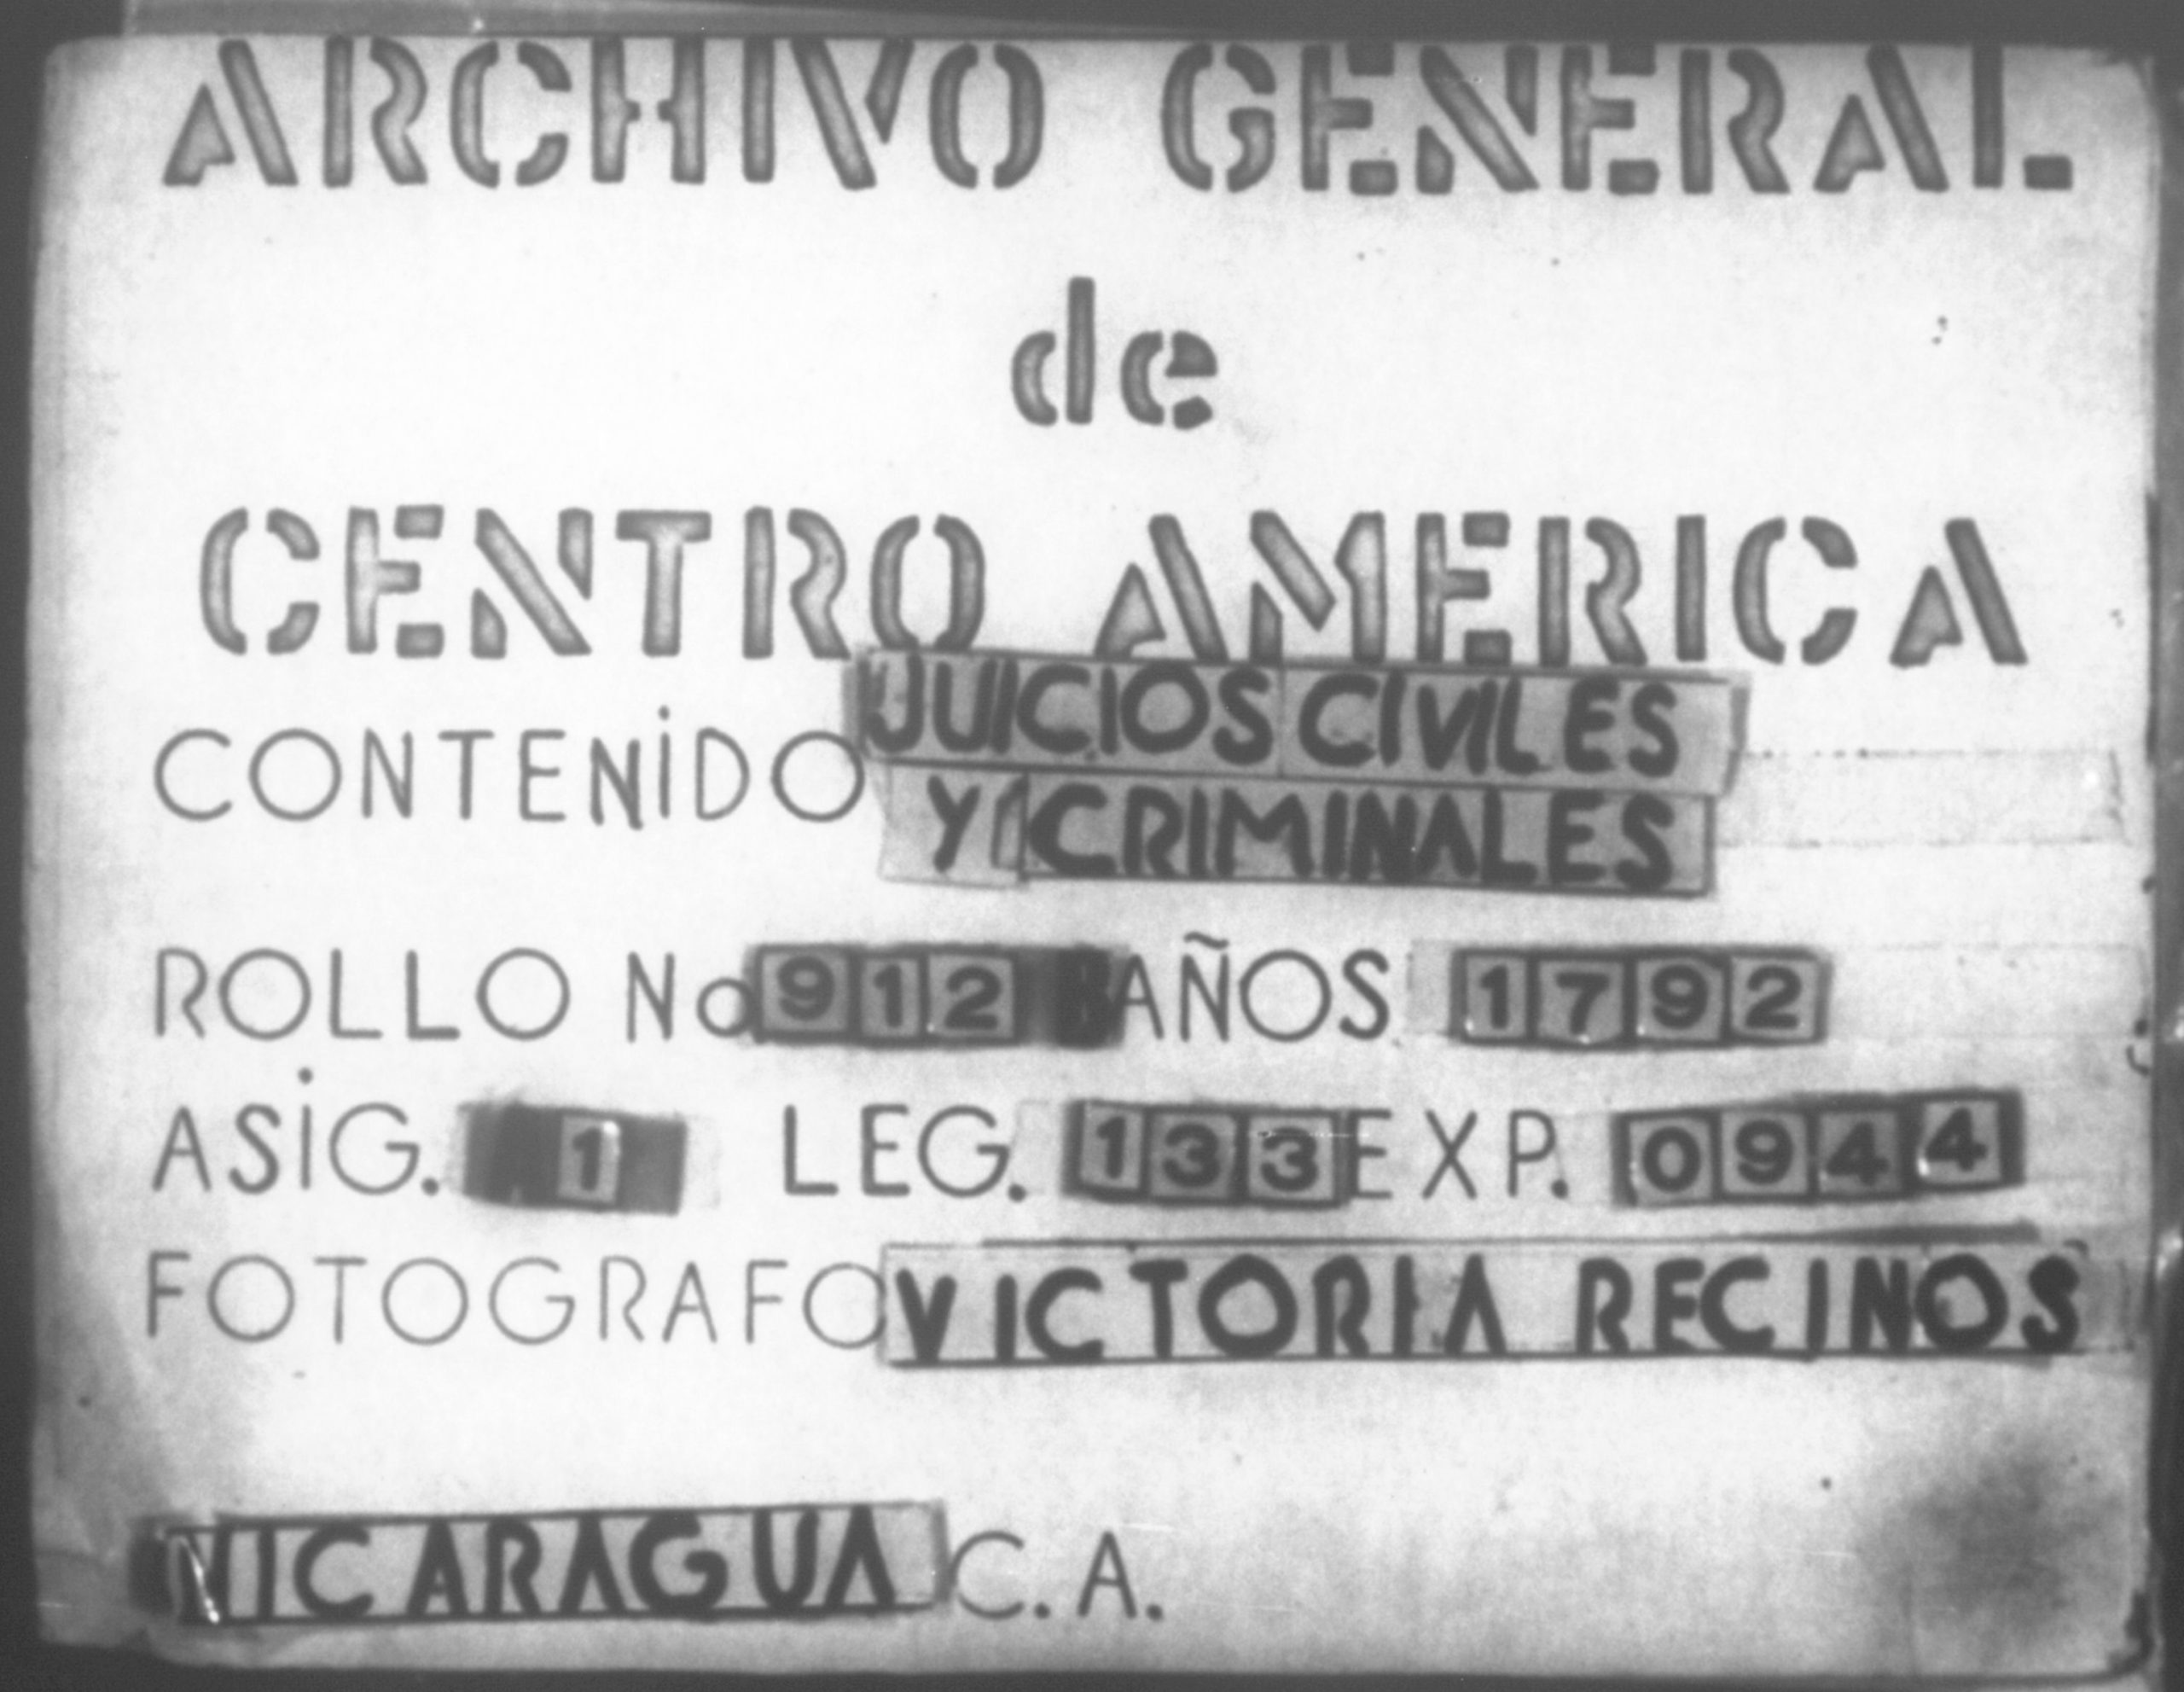 ARCHIVO GENERAL
de
CENTRO AMERICA
CONTENIDO JUICIOS CIVILES
Y CRIMINALES
ROLLO No 912 AÑOS 1792
ASIG. 1 LEG. 133 EXP. 0944
FOTOGRAFO VICTORIA RECINOS
NICARAGUA C.A.